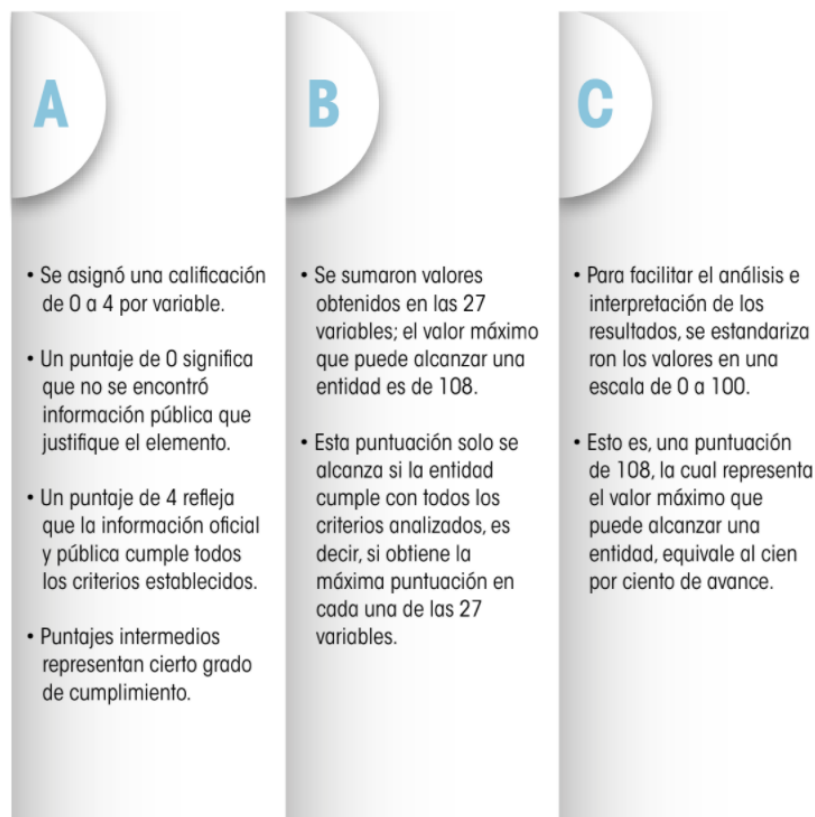 A
• Se asignó una calificación
de 0 a 4 por variable.
• Un puntaje de 0 significa
que no se encontró
información pública que
justifique el elemento.
• Un puntaje de 4 refleja
que la información oficial
y pública cumple todos
los criterios establecidos.
• Puntajes intermedios
representan cierto grado
de cumplimiento.
B
• Se sumaron valores
obtenidos en las 27
variables; el valor máximo
que puede alcanzar una
entidad es de 108.
• Esta puntuación solo se
alcanza si la entidad
cumple con todos los
criterios analizados, es
decir, si obtiene la
máxima puntuación en
cada una de las 27
variables.
C
• Para facilitar el análisis e
interpretación de los
resultados, se estandariza
ron los valores en una
escala de 0 a 100.
• Esto es, una puntuación
de 108, la cual representa
el valor máximo que
puede alcanzar una
entidad, equivale al cien
por ciento de avance.